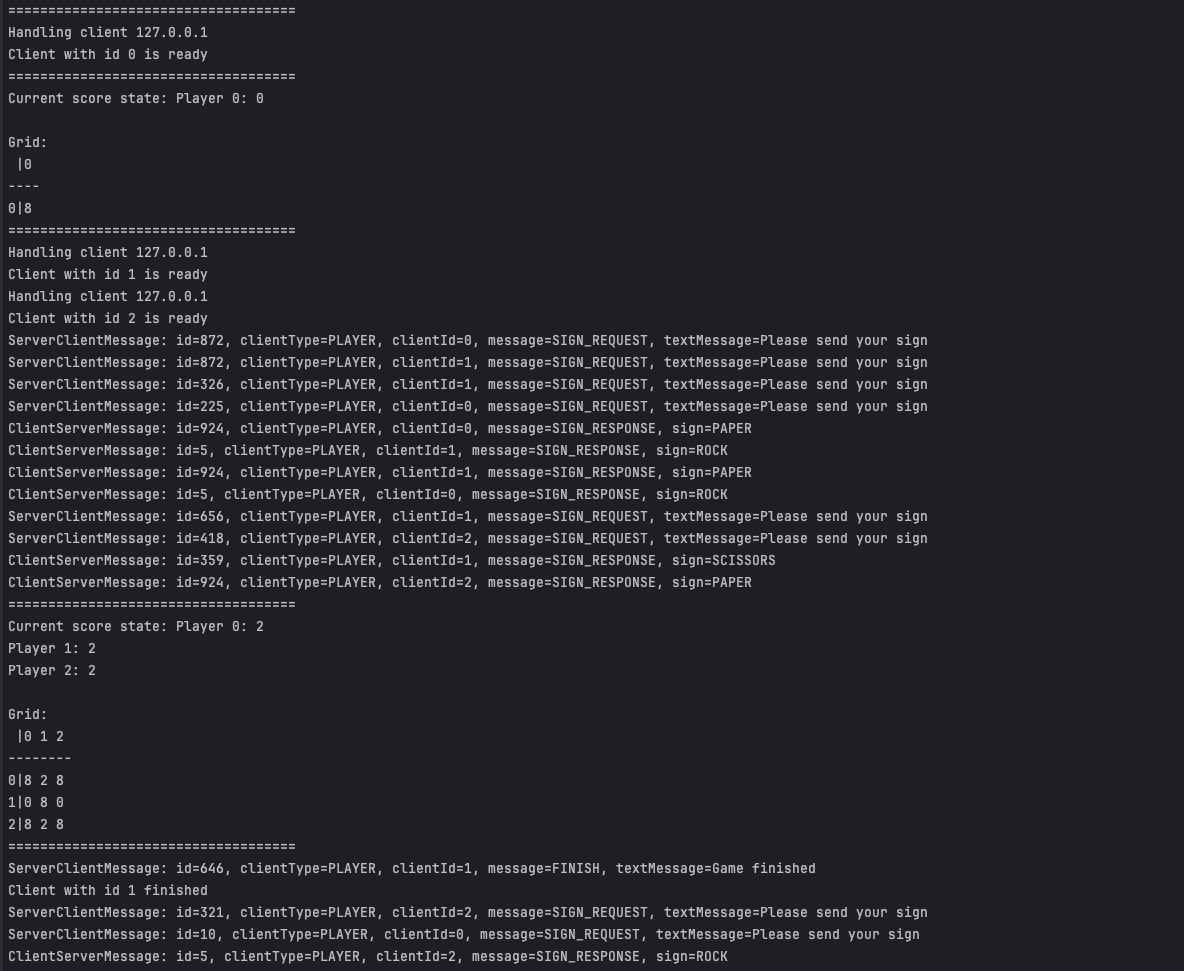 ====================================
Handling client 127.0.0.1
Client with id 0 is ready
====================================
Current score state: Player 0: 0
Grid:
 |0
----
0|8
====================================
Handling client 127.0.0.1
Client with id 1 is ready
Handling client 127.0.0.1
Client with id 2 is ready
ServerClientMessage: id=872, clientType=PLAYER, clientId=0, message=SIGN_REQUEST, textMessage=Please send your sign
ServerClientMessage: id=872, clientType=PLAYER, clientId=1, message=SIGN_REQUEST, textMessage=Please send your sign
ServerClientMessage: id=326, clientType=PLAYER, clientId=1, message=SIGN_REQUEST, textMessage=Please send your sign
ServerClientMessage: id=225, clientType=PLAYER, clientId=0, message=SIGN_REQUEST, textMessage=Please send your sign
ClientServerMessage: id=924, clientType=PLAYER, clientId=0, message=SIGN_RESPONSE, sign=PAPER
ClientServerMessage: id=5, clientType=PLAYER, clientId=1, message=SIGN_RESPONSE, sign=ROCK
ClientServerMessage: id=924, clientType=PLAYER, clientId=1, message=SIGN_RESPONSE, sign=PAPER
ClientServerMessage: id=5, clientType=PLAYER, clientId=0, message=SIGN_RESPONSE, sign=ROCK
ServerClientMessage: id=656, clientType=PLAYER, clientId=1, message=SIGN_REQUEST, textMessage=Please send your sign
ServerClientMessage: id=418, clientType=PLAYER, clientId=2, message=SIGN_REQUEST, textMessage=Please send your sign
ClientServerMessage: id=359, clientType=PLAYER, clientId=1, message=SIGN_RESPONSE, sign=SCISSORS
ClientServerMessage: id=924, clientType=PLAYER, clientId=2, message=SIGN_RESPONSE, sign=PAPER
====================================
Current score state: Player 0: 2
Player 1: 2
Player 2: 2
Grid:
 |0 1 2
--------
0|8 2 8
1|0 8 0
2|8 2 8
====================================
ServerClientMessage: id=646, clientType=PLAYER, clientId=1, message=FINISH, textMessage=Game finished
Client with id 1 finished
ServerClientMessage: id=321, clientType=PLAYER, clientId=2, message=SIGN_REQUEST, textMessage=Please send your sign
ServerClientMessage: id=10, clientType=PLAYER, clientId=0, message=SIGN_REQUEST, textMessage=Please send your sign
ClientServerMessage: id=5, clientType=PLAYER, clientId=2, message=SIGN_RESPONSE, sign=ROCK